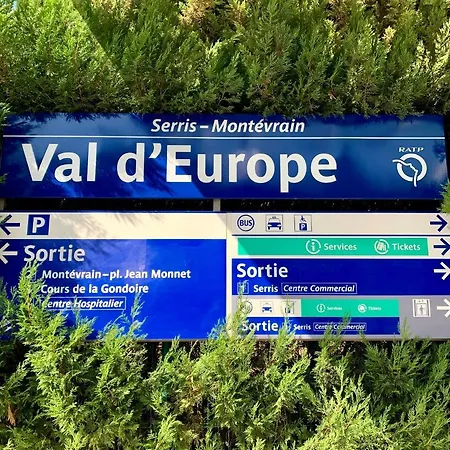 Serris – Montévrain
Val d'Europe
RATP
P
Sortie
Montévrain – pl. Jean Monnet
Cours de la Gondoire
Centre Hospitalier
BUS P
i Services Tickets
Sortie
Serris Centre Commercial
i Services Tickets
Sortie Serris Centre Commercial